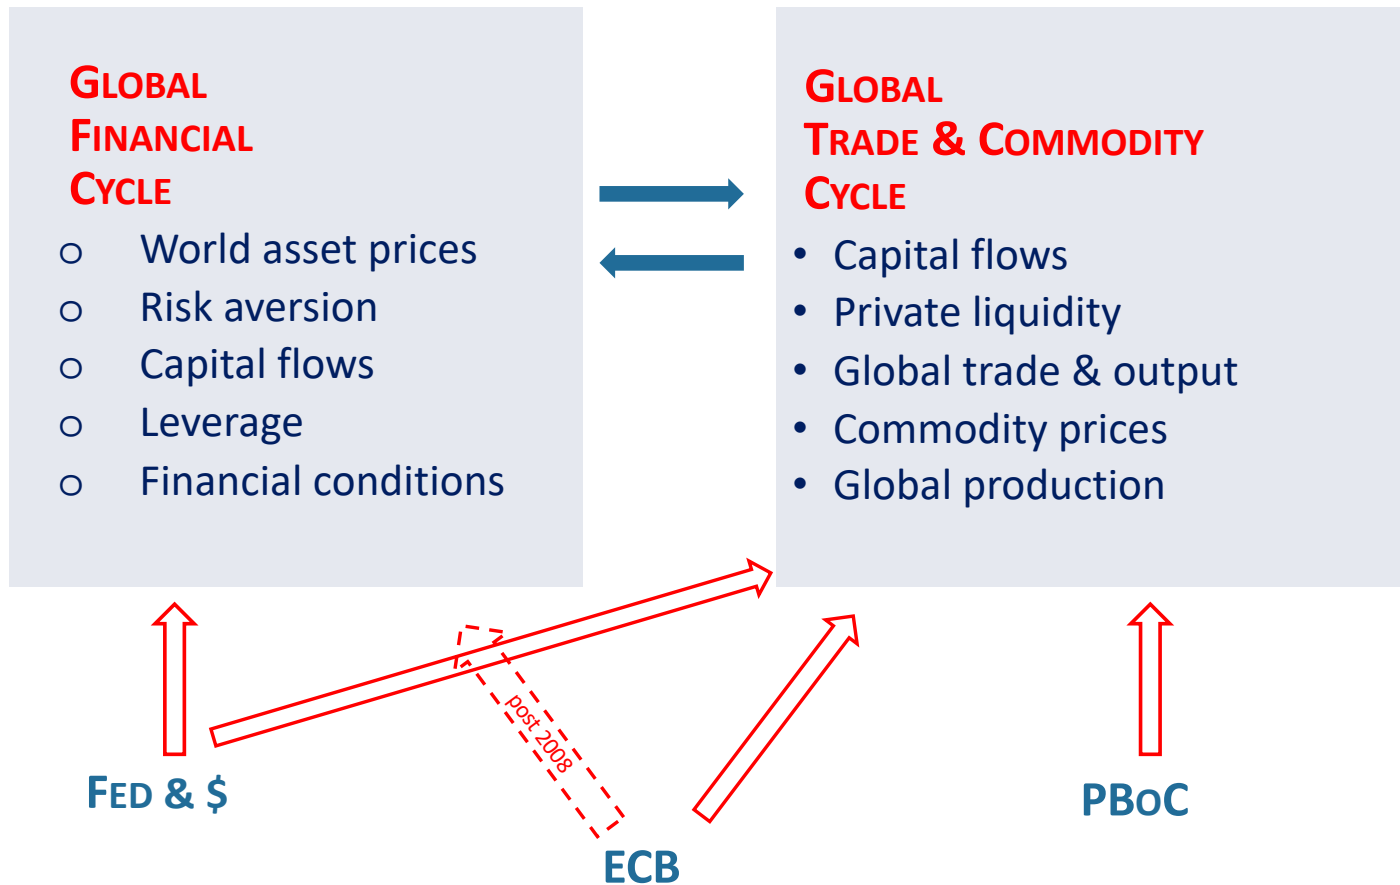 GLOBAL
FINANCIAL
CYCLE
o World asset prices
o Risk aversion
o Capital flows
o Leverage
o Financial conditions
GLOBAL
TRADE & COMMODITY
CYCLE
• Capital flows
• Private liquidity
• Global trade & output
• Commodity prices
• Global production
post 2008
FED & $
ECB
PBOC